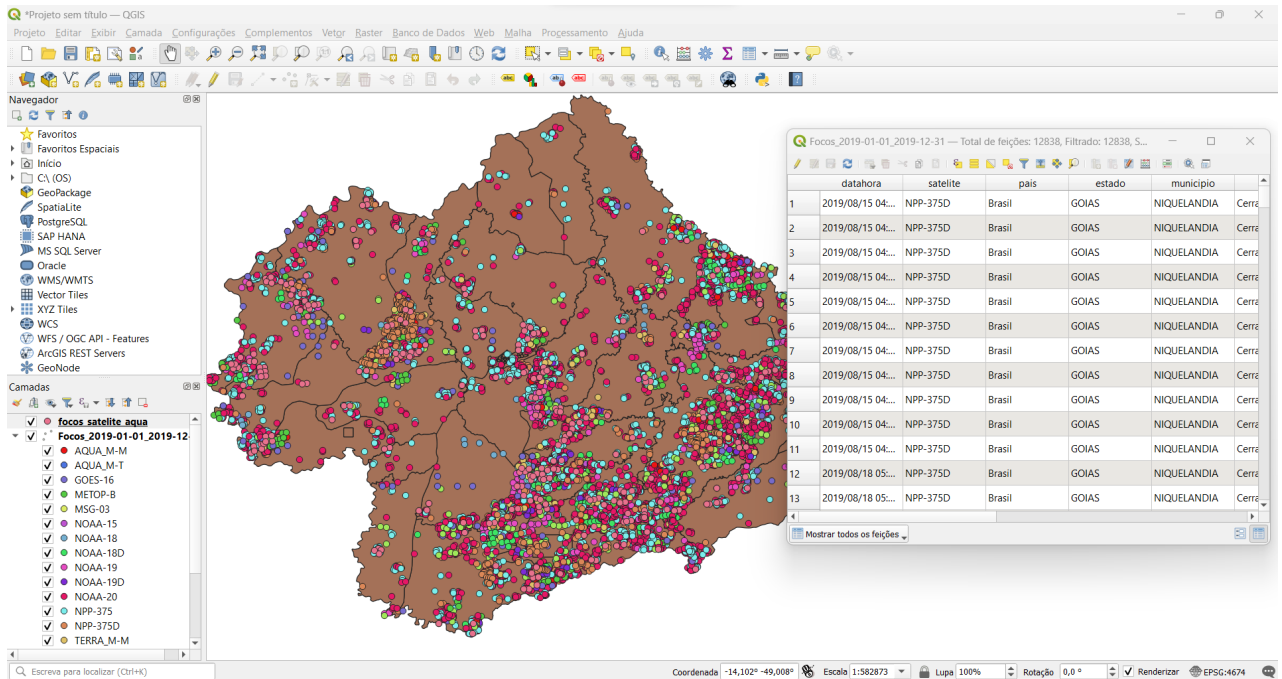 *Projeto sem título — QGIS
Projeto Editar Exibir Camada Configurações Complementos Vetor Raster Banco de Dados Web Malha Processamento Ajuda
Navegador
Favoritos
Favoritos Espaciais
Início
C:\ (OS)
GeoPackage
SpatiaLite
PostgreSQL
SAP HANA
MS SQL Server
Oracle
WMS/WMTS
Vector Tiles
XYZ Tiles
WCS
WFS / OGC API - Features
ArcGIS REST Servers
GeoNode
Camadas
focos satelite aqua
Focos_2019-01-01_2019-12
AQUA_M-M
AQUA_M-T
GOES-16
METOP-B
MSG-03
NOAA-15
NOAA-18
NOAA-18D
NOAA-19
NOAA-19D
NOAA-20
NPP-375
NPP-375D
TERRA_M-M
Focos_2019-01-01_2019-12-31 — Total de feições: 12838, Filtrado: 12838, S...
datahora satelite pais estado municipio
1 2019/08/15 04:... NPP-375D Brasil GOIAS NIQUELANDIA Cerra
2 2019/08/15 04:... NPP-375D Brasil GOIAS NIQUELANDIA Cerra
3 2019/08/15 04:... NPP-375D Brasil GOIAS NIQUELANDIA Cerra
4 2019/08/15 04:... NPP-375D Brasil GOIAS NIQUELANDIA Cerra
5 2019/08/15 04:... NPP-375D Brasil GOIAS NIQUELANDIA Cerra
6 2019/08/15 04:... NPP-375D Brasil GOIAS NIQUELANDIA Cerra
7 2019/08/15 04:... NPP-375D Brasil GOIAS NIQUELANDIA Cerra
8 2019/08/15 04:... NPP-375D Brasil GOIAS NIQUELANDIA Cerra
9 2019/08/15 04:... NPP-375D Brasil GOIAS NIQUELANDIA Cerra
10 2019/08/15 04:... NPP-375D Brasil GOIAS NIQUELANDIA Cerra
11 2019/08/15 04:... NPP-375D Brasil GOIAS NIQUELANDIA Cerra
12 2019/08/18 05:... NPP-375D Brasil GOIAS NIQUELANDIA Cerra
13 2019/08/18 05:... NPP-375D Brasil GOIAS NIQUELANDIA Cerra
Mostrar todos os feições
Escreva para localizar (Ctrl+K)
Coordenada -14,102° -49,008° Escala 1:582873 Lupa 100% Rotação 0,0 ° Renderizar EPSG:4674